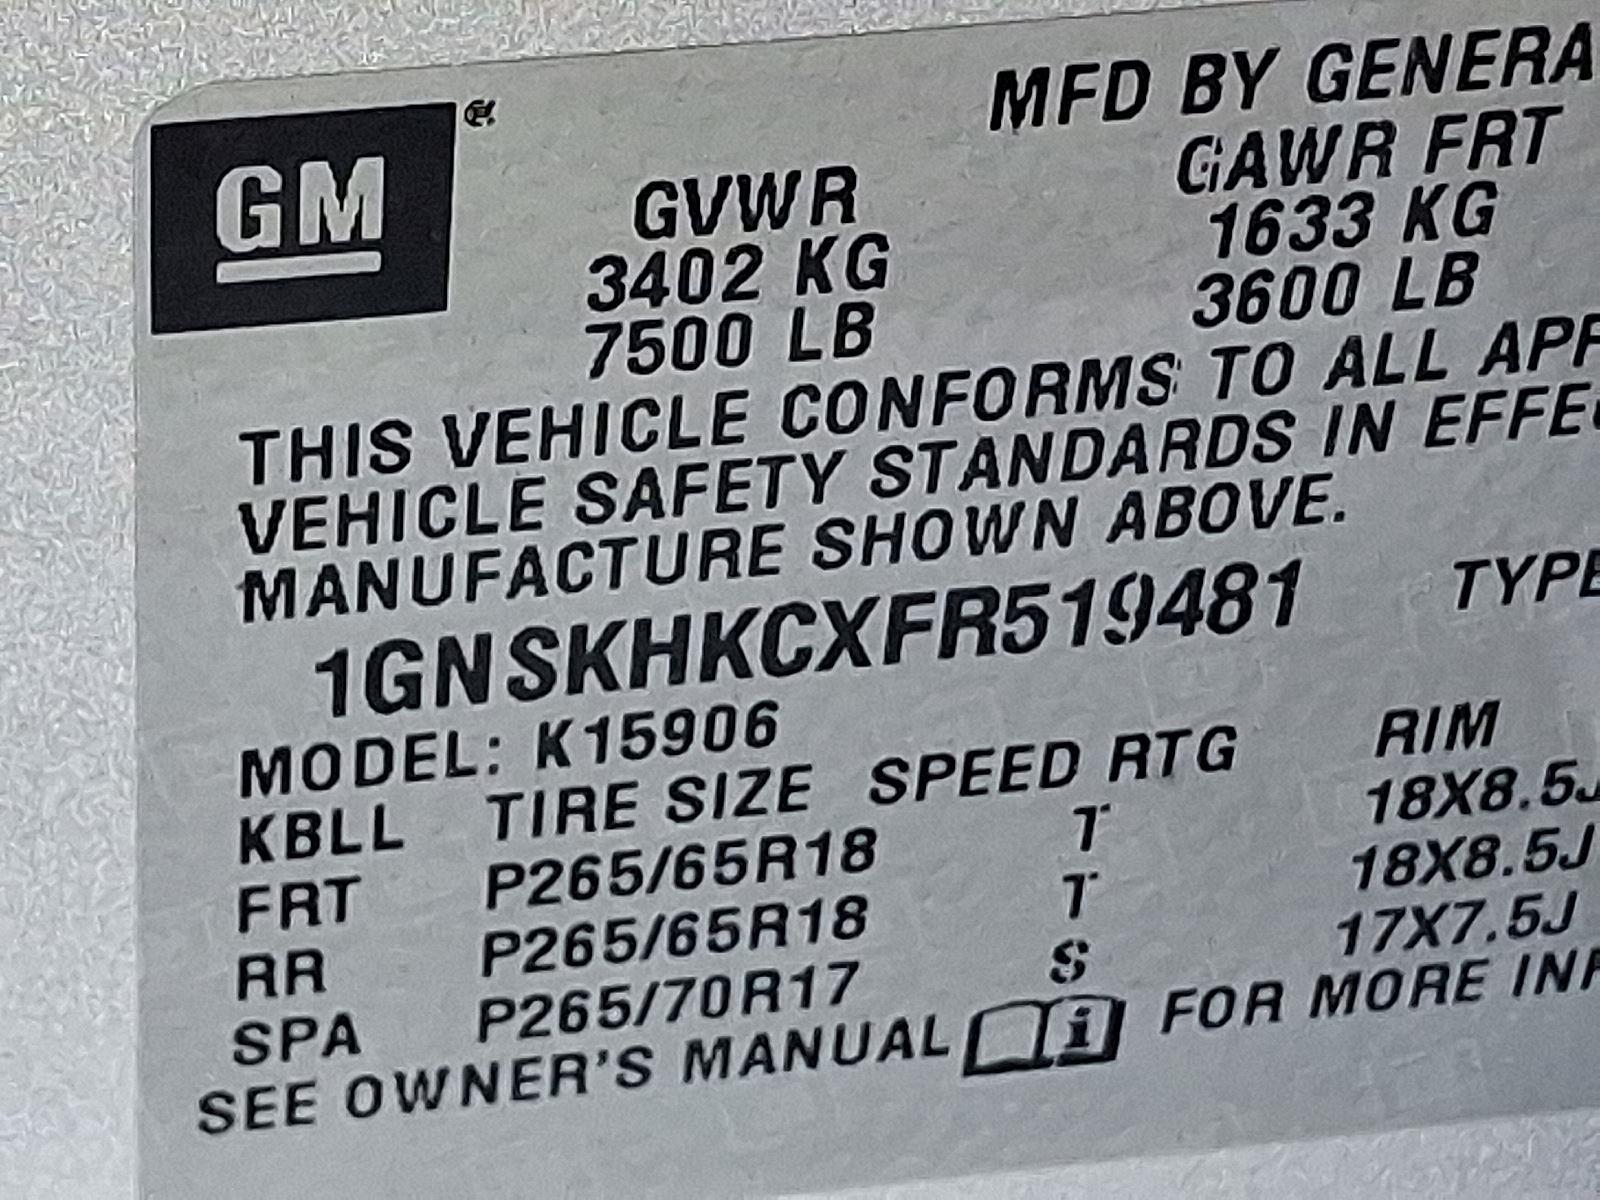 GM
MFD BY GENERA
GVWR GAWR FRT
3402 KG 1633 KG
7500 LB 3600 LB
THIS VEHICLE CONFORMS TO ALL APP
VEHICLE SAFETY STANDARDS IN EFFE
MANUFACTURE SHOWN ABOVE.
1GNSKHKCXFR519481 TYPE
MODEL: K15906
KBLL TIRE SIZE SPEED RTG RIM
FRT P265/65R18 T 18X8.5J
RR P265/65R18 T 18X8.5J
SPA P265/70R17 S 17X7.5J
SEE OWNER'S MANUAL i FOR MORE INF